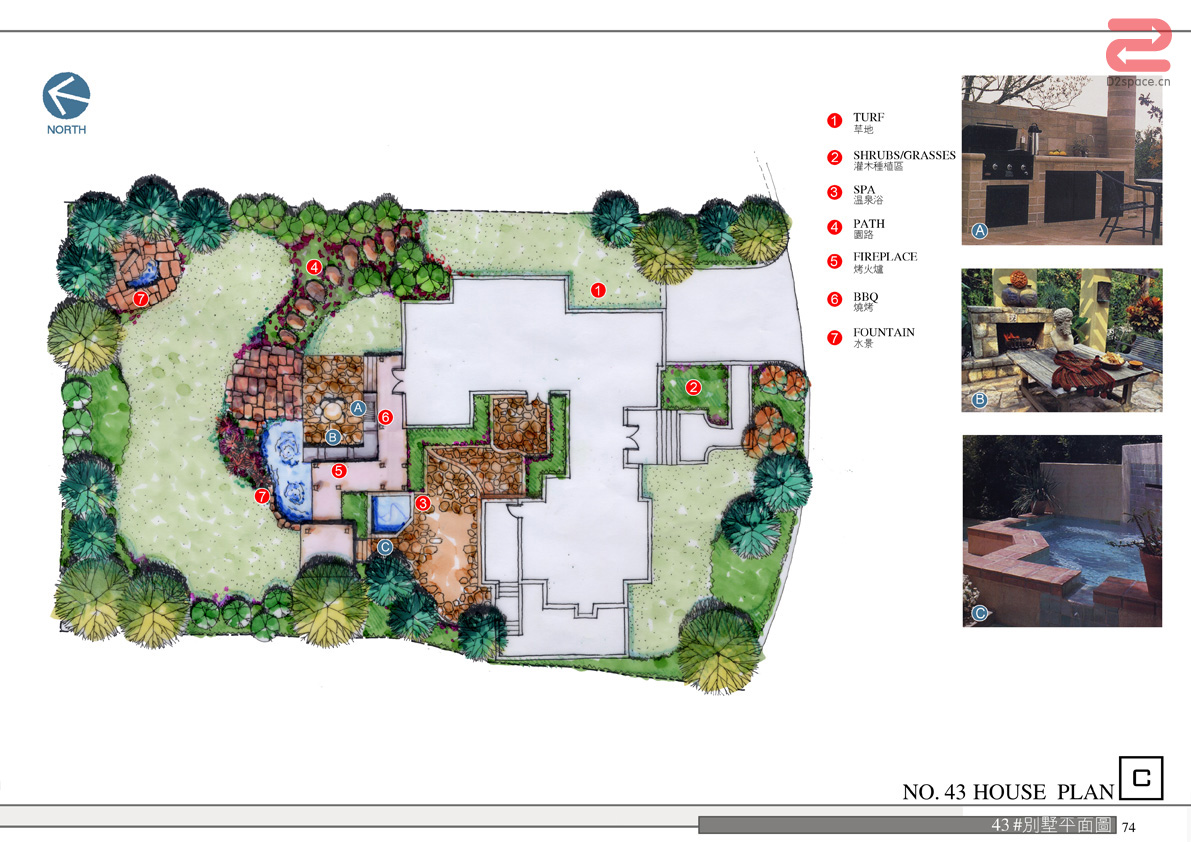 D2space.cn
NORTH
1 TURF
草地
2 SHRUBS/GRASSES
灌木種植區
3 SPA
溫泉浴
4 PATH
園路
5 FIREPLACE
烤火爐
6 BBQ
燒烤
7 FOUNTAIN
水景
A
B
C
4
7
1
2
A
6
B
5
7
3
C
NO. 43 HOUSE PLAN C
43#別墅平面圖 74